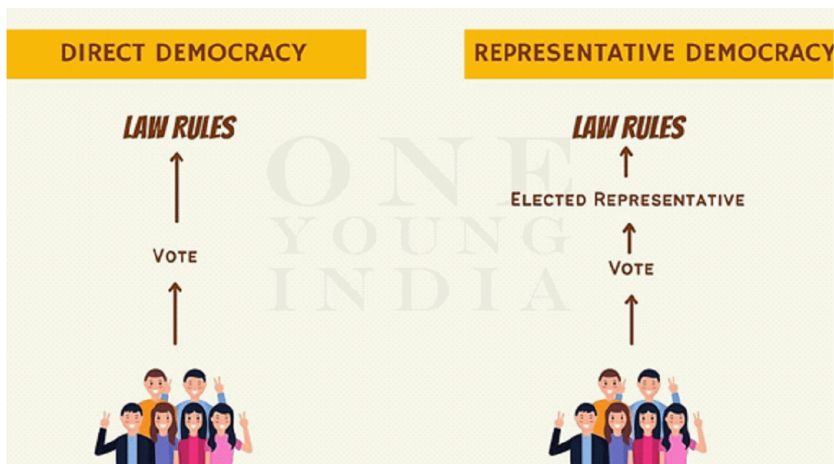 DIRECT DEMOCRACY
LAW RULES
VOTE
REPRESENTATIVE DEMOCRACY
LAW RULES
ELECTED REPRESENTATIVE
VOTE
ONE
YOUNG
INDIA